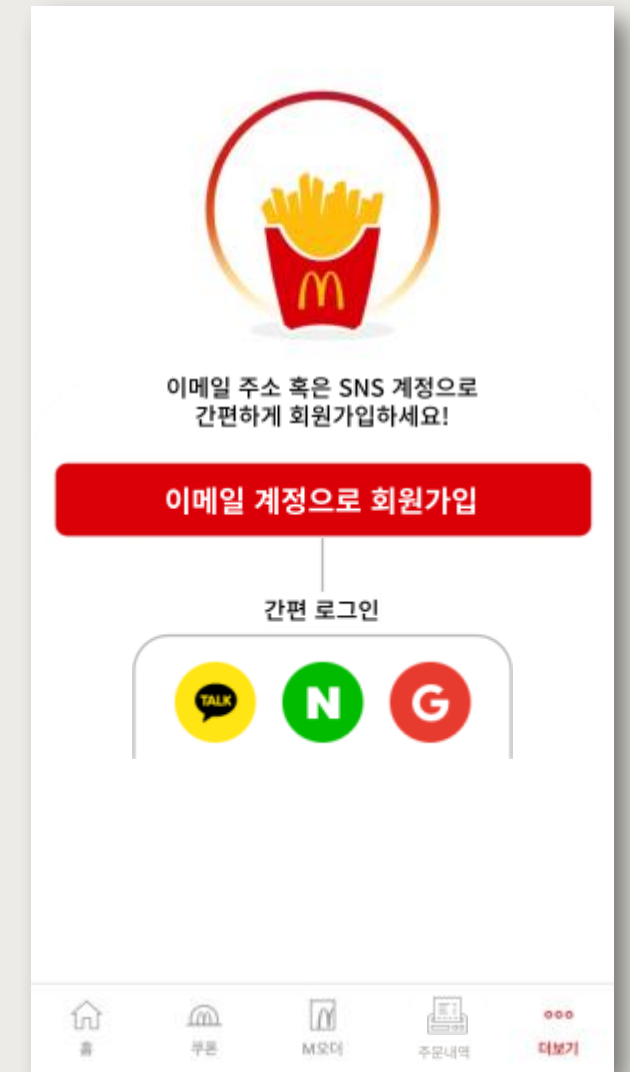 이메일 주소 혹은 SNS 계정으로
간편하게 회원가입하세요!
이메일 계정으로 회원가입
간편 로그인
TALK N G
홈 쿠폰 M오더 주문내역 더보기